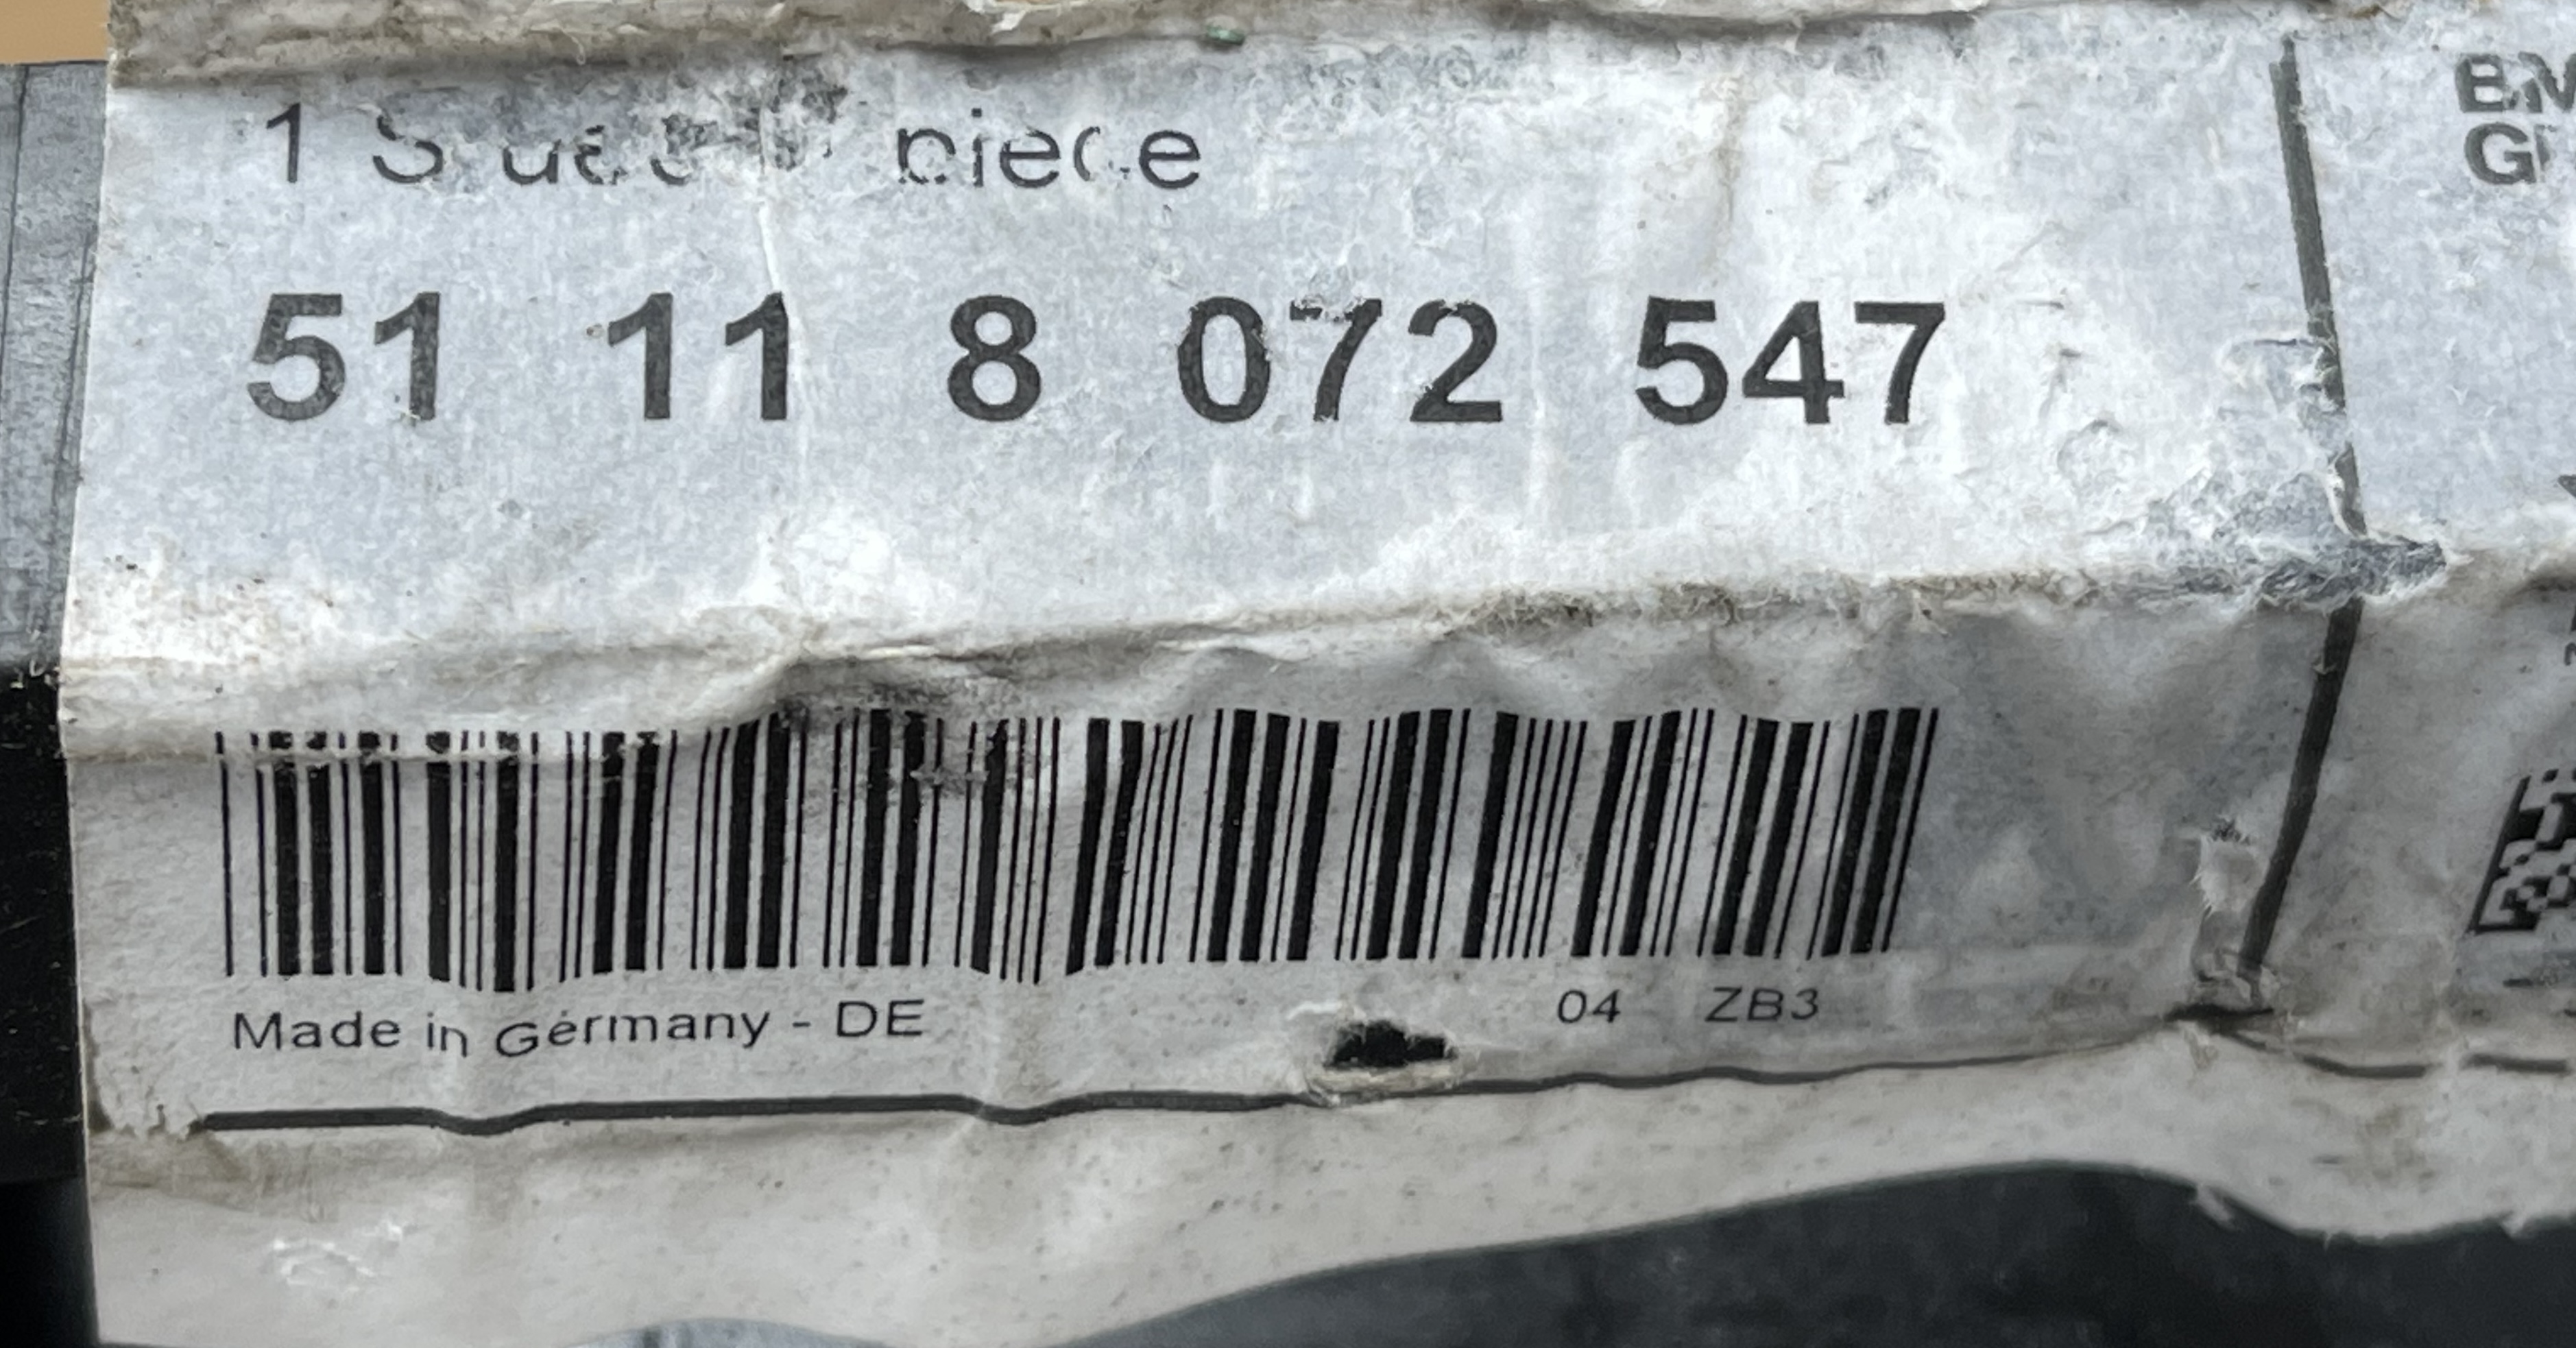 1 piece
51 11 8 072 547
Made in Germany - DE
04 ZB3